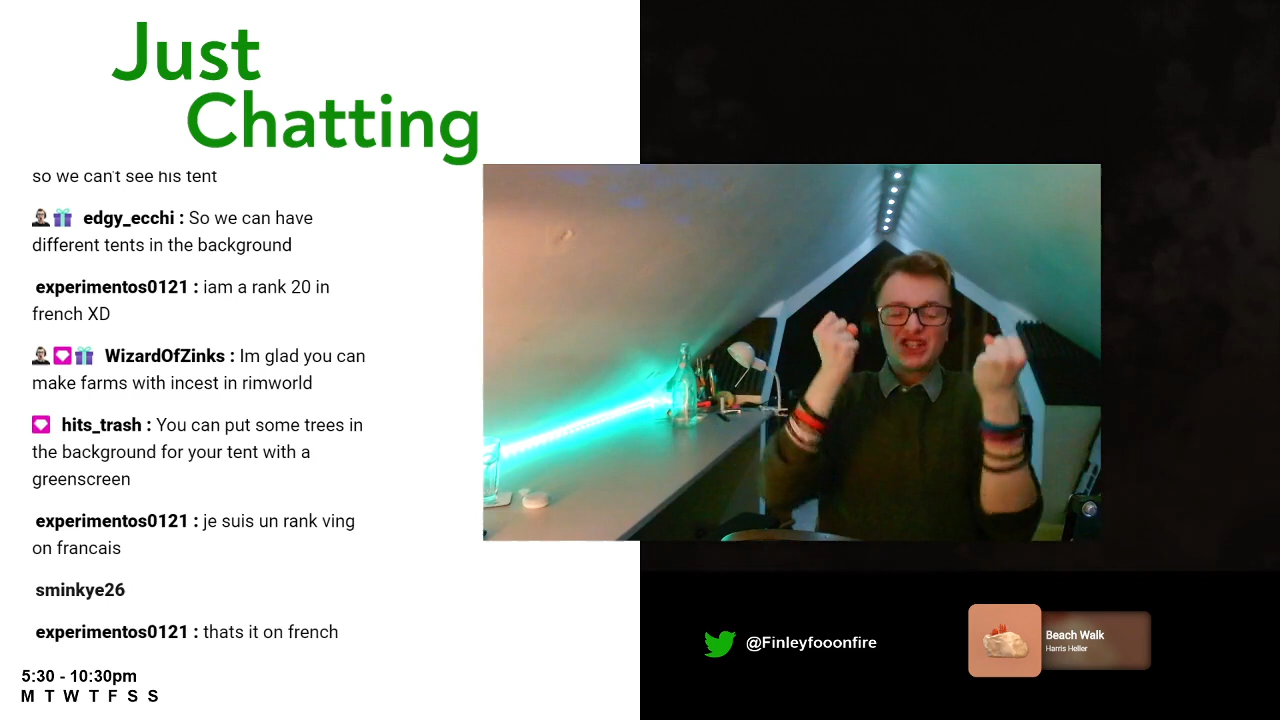 Just
Chatting
so we can't see his tent
edgy_ecchi : So we can have
different tents in the background
experimentos0121 : iam a rank 20 in
french XD
WizardOfZinks : Im glad you can
make farms with incest in rimworld
hits_trash : You can put some trees in
the background for your tent with a
greenscreen
experimentos0121 : je suis un rank ving
on francais
sminkye26
experimentos0121 : thats it on french
5:30 - 10:30pm
M T W T F S S
@Finleyfooonfire
Beach Walk
Harris Heller